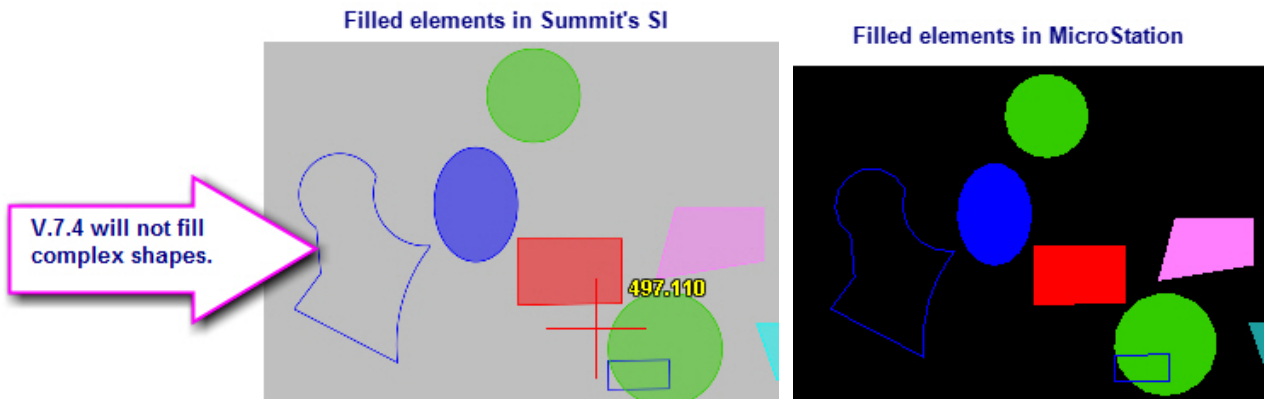 Filled elements in Summit's SI
Filled elements in MicroStation
V.7.4 will not fill
complex shapes.
497.110